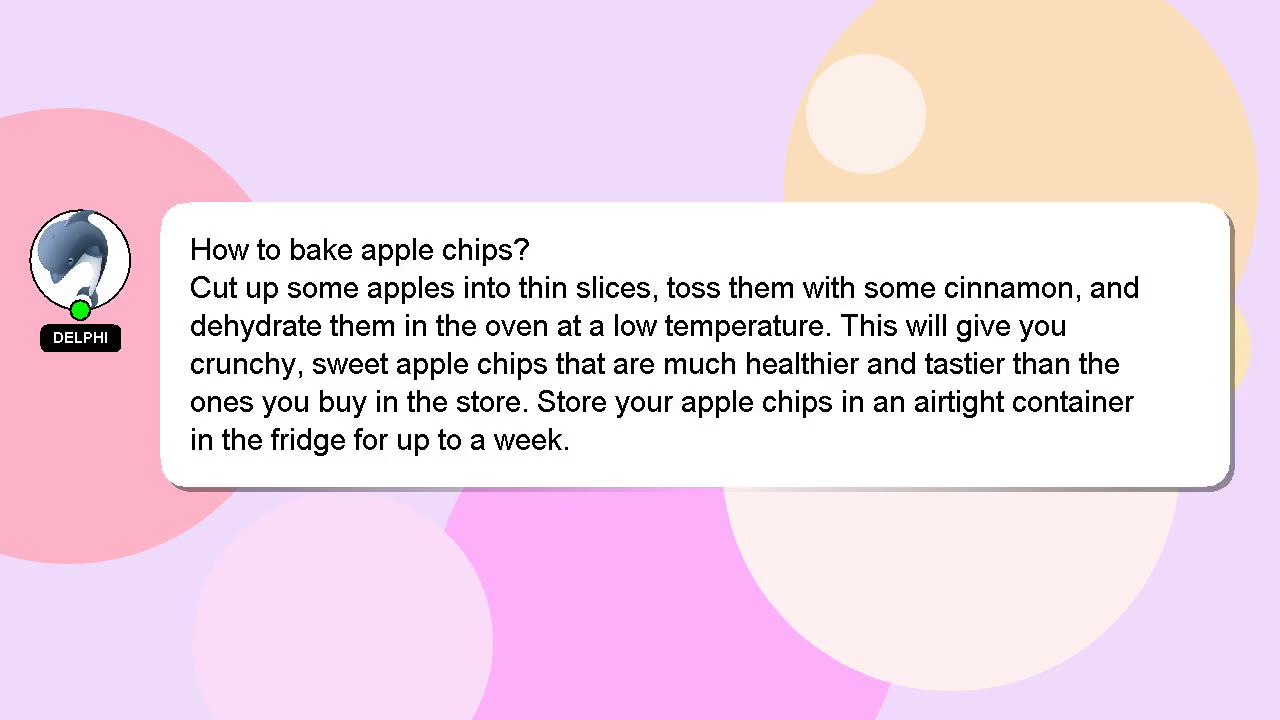 How to bake apple chips?
Cut up some apples into thin slices, toss them with some cinnamon, and
dehydrate them in the oven at a low temperature. This will give you
crunchy, sweet apple chips that are much healthier and tastier than the
ones you buy in the store. Store your apple chips in an airtight container
in the fridge for up to a week.
DELPHI